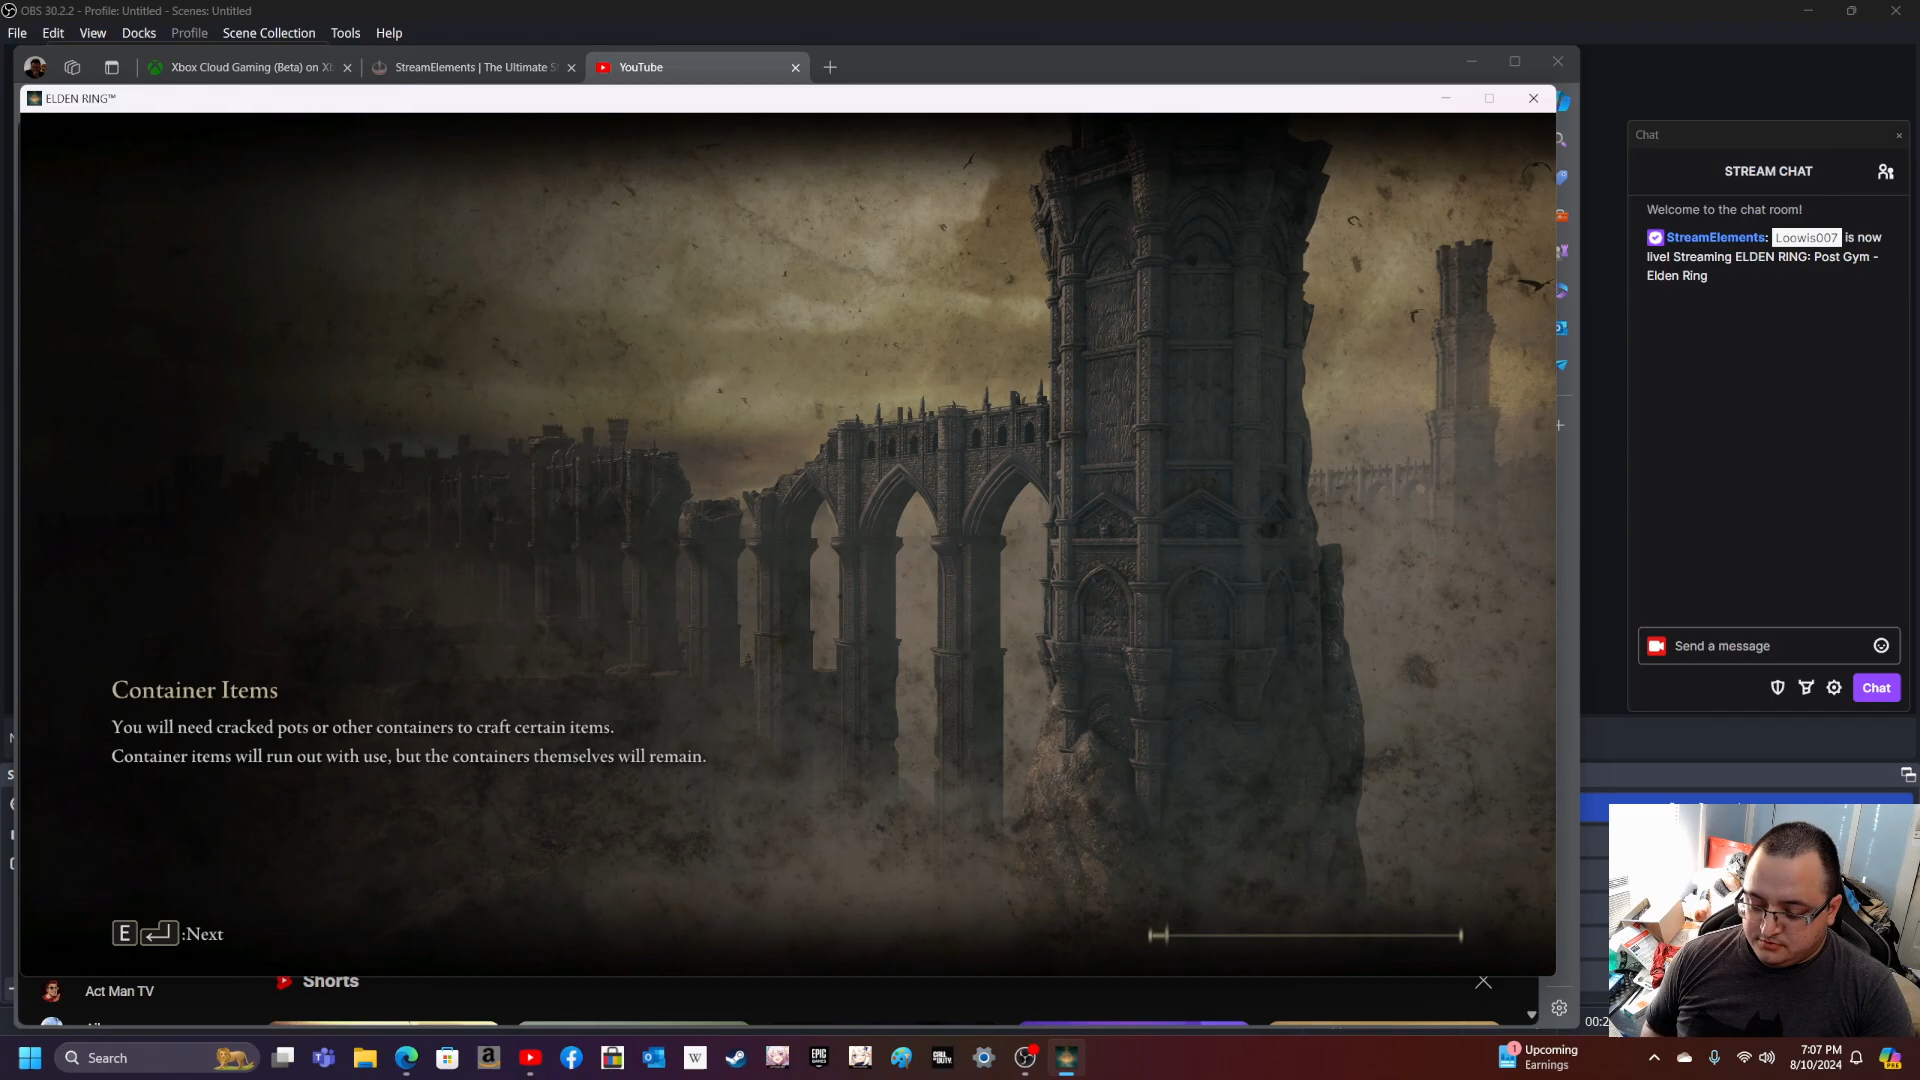 OBS 30.2.2 - Profile: Untitled - Scenes: Untitled
File Edit View Docks Profile Scene Collection Tools Help
Xbox Cloud Gaming (Beta) on Xb
StreamElements | The Ultimate S
YouTube
ELDEN RING™
Chat
STREAM CHAT
Welcome to the chat room!
StreamElements: Loowis007 is now
live! Streaming ELDEN RING: Post Gym -
Elden Ring
Send a message
Chat
Container Items
You will need cracked pots or other containers to craft certain items.
Container items will run out with use, but the containers themselves will remain.
E :Next
Shorts
Act Man TV
00:2
Search
Upcoming
Earnings
7:07 PM
8/10/2024